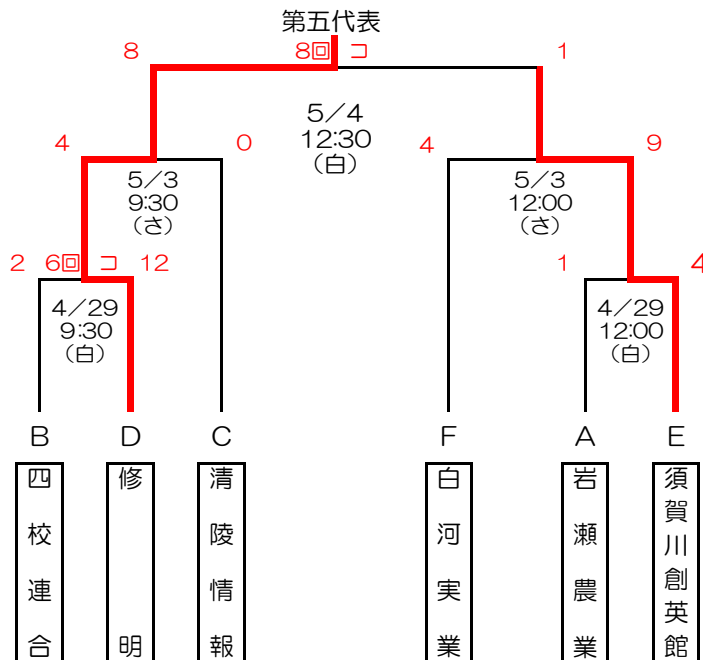 第五代表
8 8回 コ 1
5/4
12:30
(白)
4 0 4 9
5/3
9:30
(さ)
5/3
12:00
(さ)
2 6回 コ 12 1 4
4/29
9:30
(白)
4/29
12:00
(白)
B D C F A E
四校連合
修明
清陵情報
白河実業
岩瀬農業
須賀川創英館